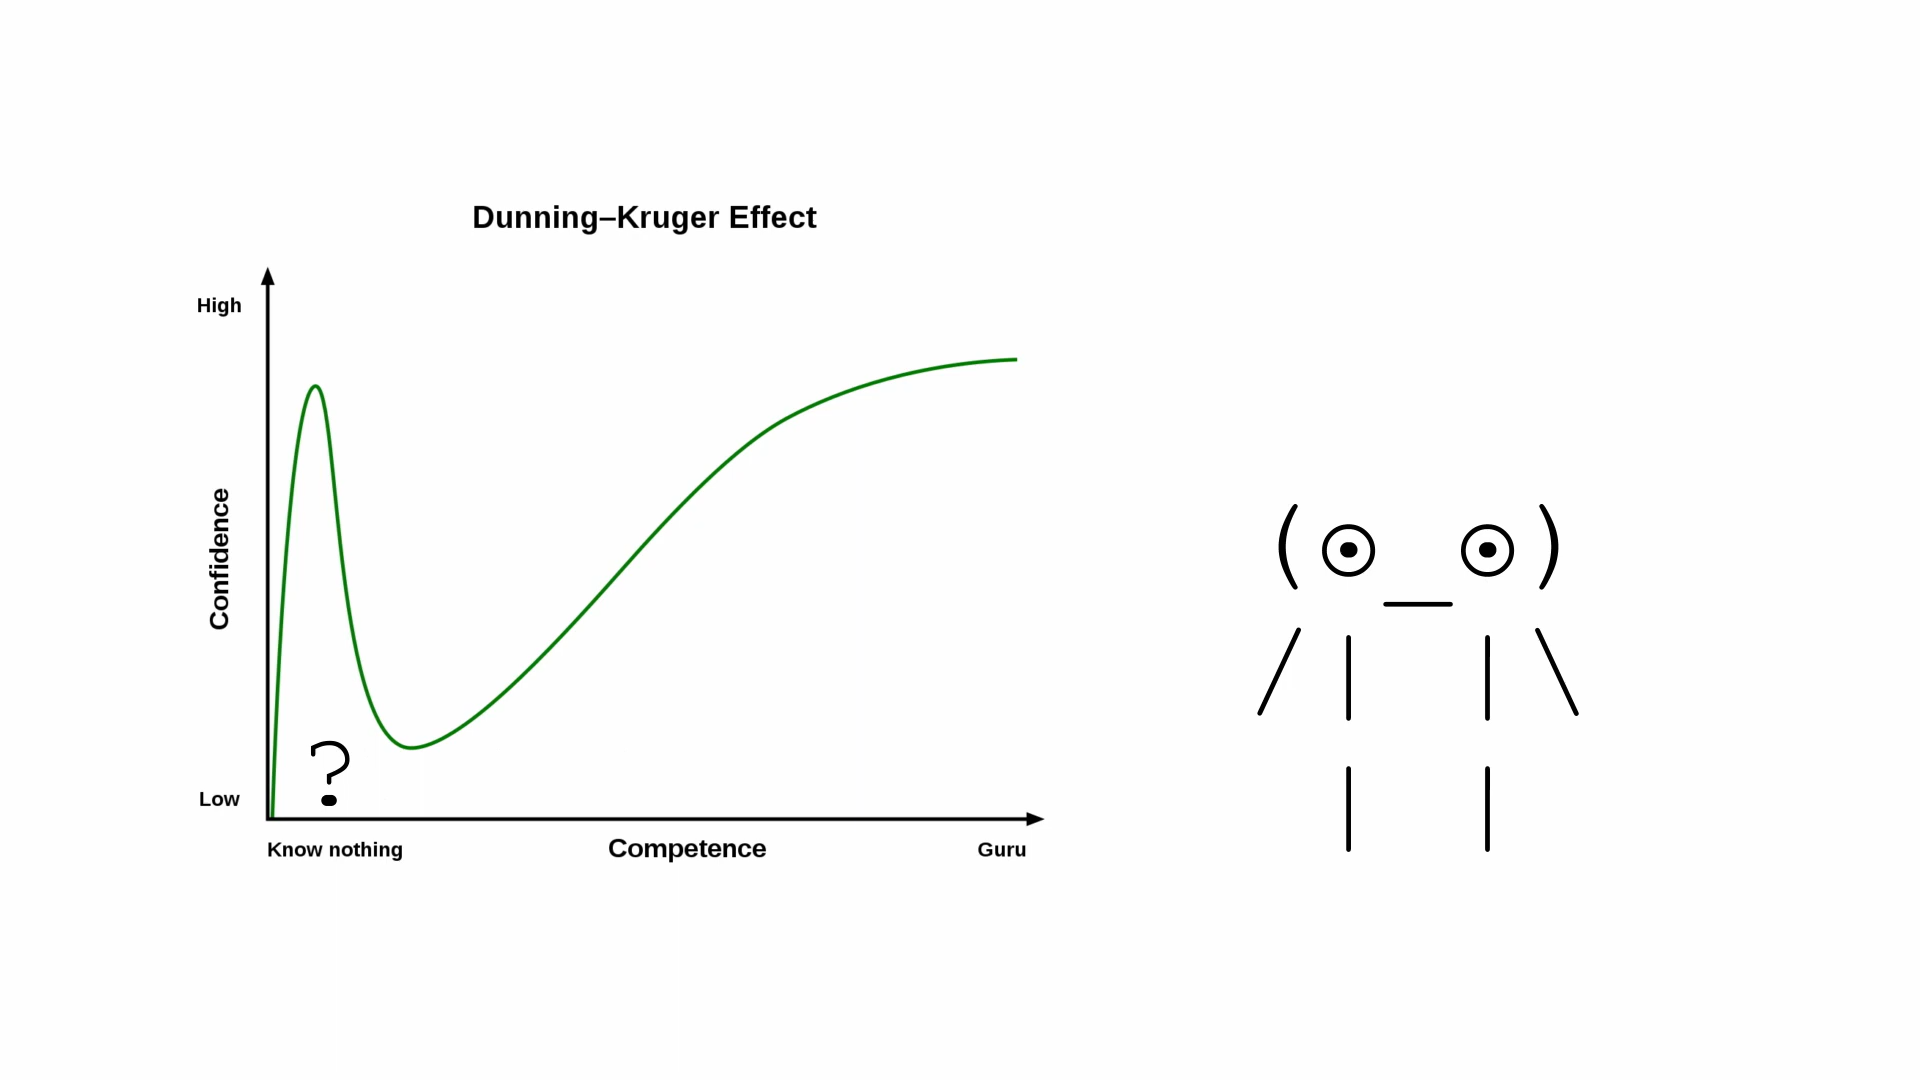 Dunning–Kruger Effect
High
Confidence
?
Low
Know nothing
Competence
Guru